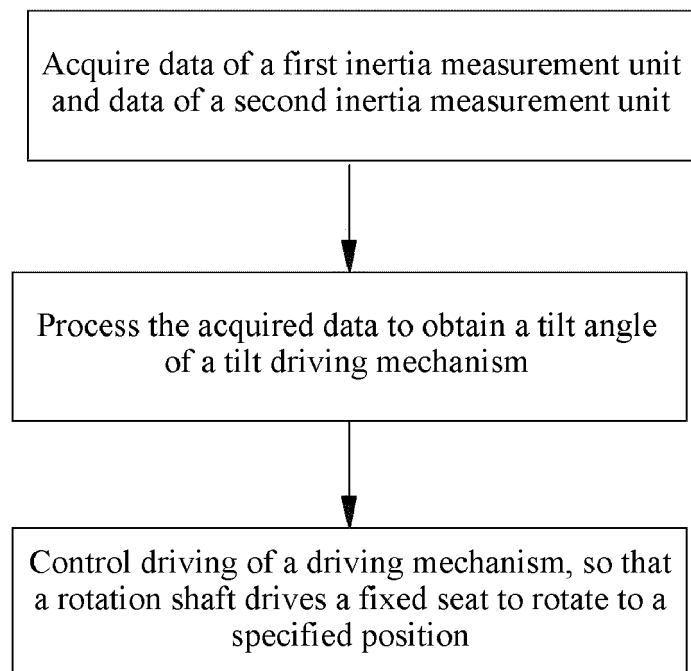 Acquire data of a first inertia measurement unit
and data of a second inertia measurement unit
Process the acquired data to obtain a tilt angle
of a tilt driving mechanism
Control driving of a driving mechanism, so that
a rotation shaft drives a fixed seat to rotate to a
specified position